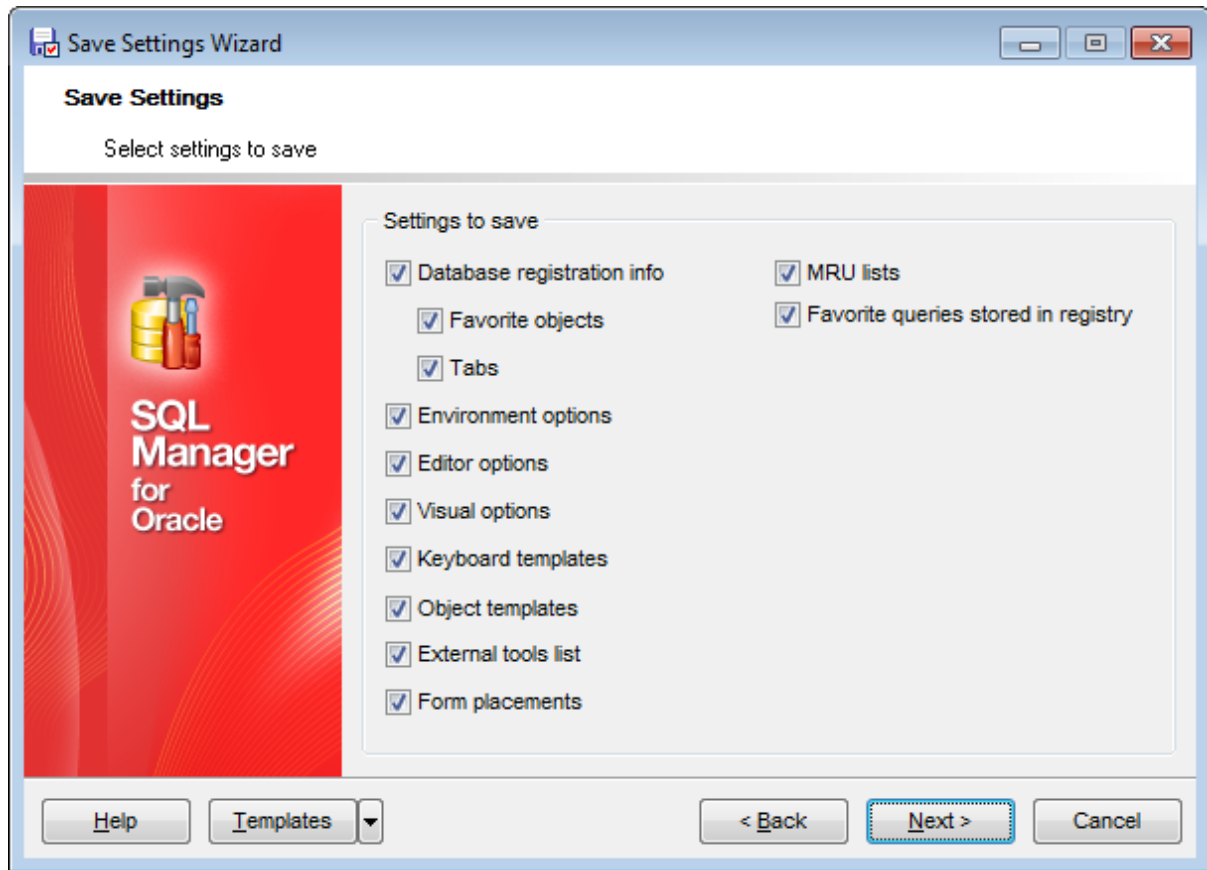 Save Settings Wizard
Save Settings
Select settings to save
SQL
Manager
for
Oracle
Settings to save
Database registration info
Favorite objects
Tabs
Environment options
Editor options
Visual options
Keyboard templates
Object templates
External tools list
Form placements
MRU lists
Favorite queries stored in registry
Help
Templates
< Back
Next >
Cancel